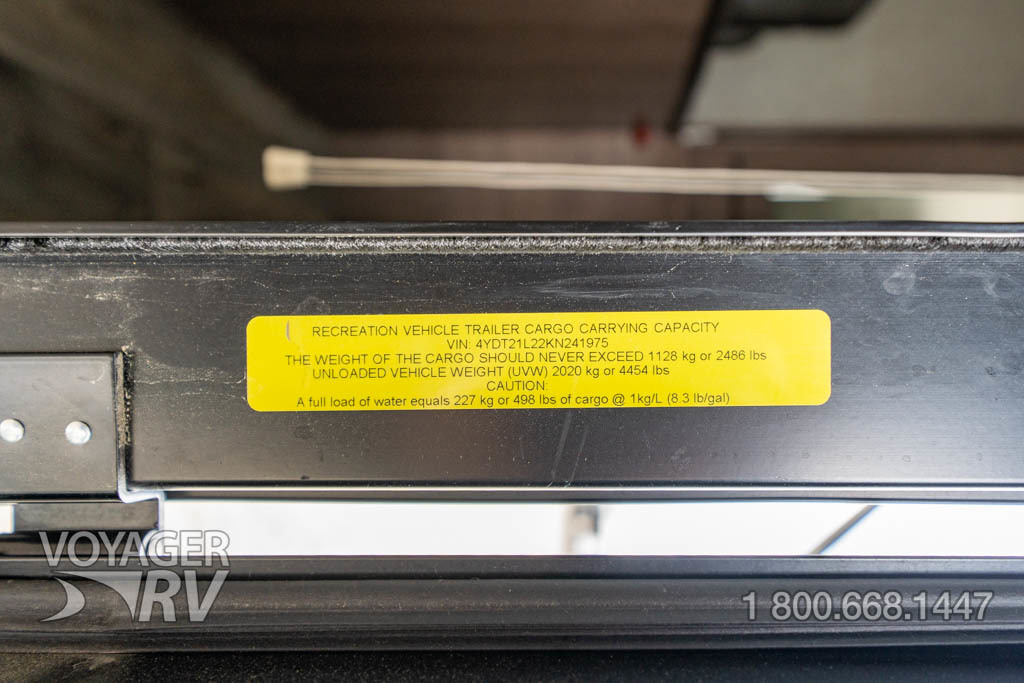 RECREATION VEHICLE TRAILER CARGO CARRYING CAPACITY
VIN: 4YDT21L22KN241975
THE WEIGHT OF THE CARGO SHOULD NEVER EXCEED 1128 kg or 2486 lbs
UNLOADED VEHICLE WEIGHT (UVW) 2020 kg or 4454 lbs
CAUTION:
A full load of water equals 227 kg or 498 lbs of cargo @ 1kg/L (8.3 lb/gal)
VOYAGER
RV
1 800.668.1447